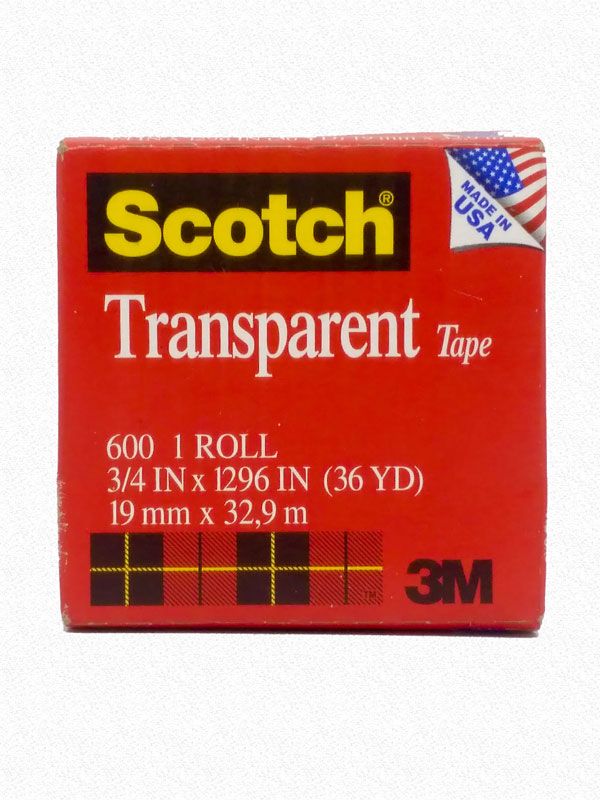 Scotch®
MADE IN
USA
Transparent Tape
600 1 ROLL
3/4 IN x 1296 IN (36 YD)
19 mm x 32,9 m
TM
3M